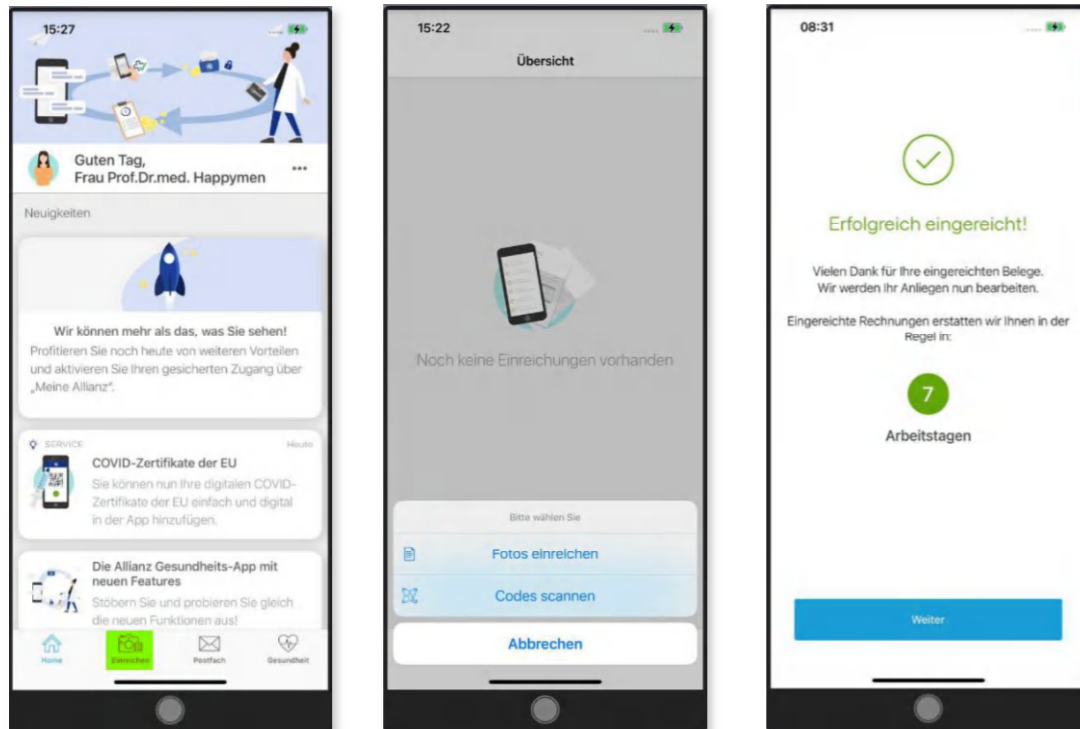 15:27
Guten Tag,
Frau Prof.Dr.med. Happymen
Neuigkeiten
Wir können mehr als das, was Sie sehen!
Profitieren Sie noch heute von weiteren Vorteilen
und aktivieren Sie Ihren gesicherten Zugang über
„Meine Allianz“.
SERVICE
Heute
COVID-Zertifikate der EU
Sie können nun Ihre digitalen COVID-
Zertifikate der EU einfach und digital
in der App hinzufügen.
Die Allianz Gesundheits-App mit
neuen Features
Stöbern Sie und probieren Sie gleich
die neuen Funktionen aus!
Home
Einreichen
Postfach
Gesundheit
15:22
Übersicht
Noch keine Einreichungen vorhanden
Bitte wählen Sie
Fotos einreichen
Codes scannen
Abbrechen
08:31
Erfolgreich eingereicht!
Vielen Dank für Ihre eingereichten Belege.
Wir werden Ihr Anliegen nun bearbeiten.
Eingereichte Rechnungen erstatten wir Ihnen in der
Regel in:
7
Arbeitstagen
Weiter